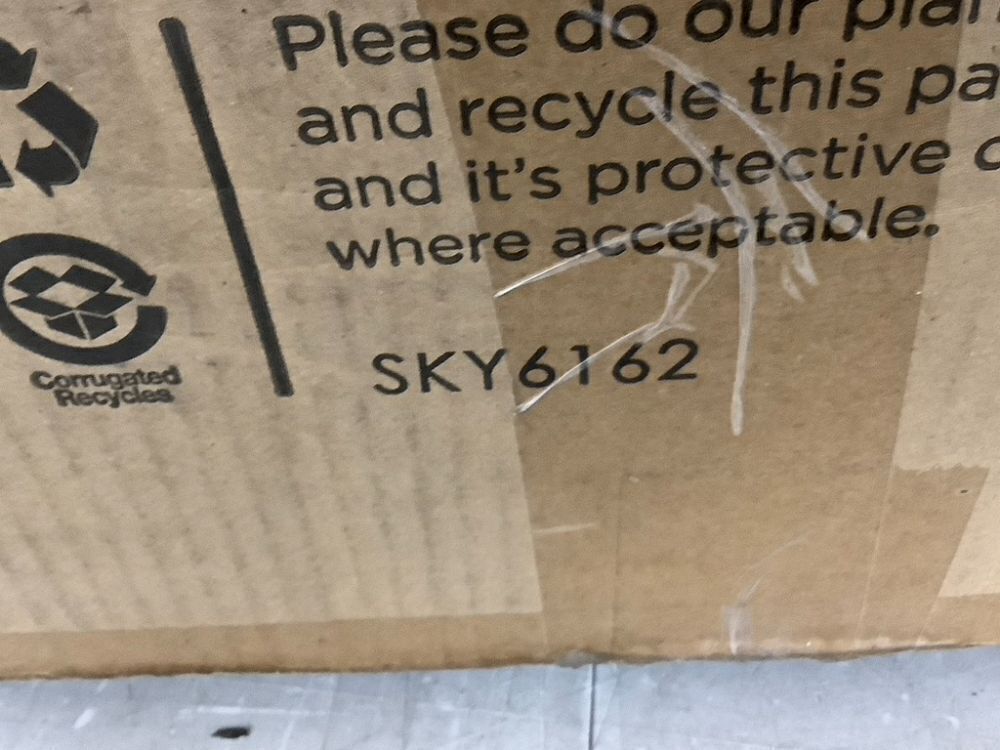 Please do our
and recycle this
and it's protective
where acceptable.
SKY6162
Corrugated
Recycles